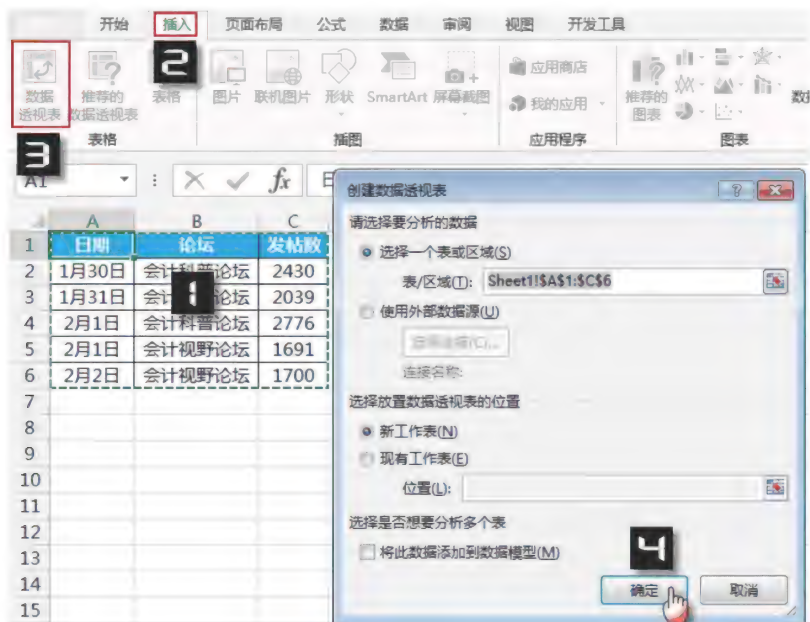 开始 插入 页面布局 公式 数据 审阅 视图 开发工具
2
数据透视表 推荐的数据透视表 表格 图片 联机图片 形状 SmartArt 屏幕截图 应用商店 我的应用 推荐的图表
3
表格 插图 应用程序 图表
A1 fx
A B C
1 日期 论坛 发帖数
2 1月30日 会计科普论坛 2430
3 1月31日 会计 论坛 2039
1
4 2月1日 会计科普论坛 2776
5 2月1日 会计视野论坛 1691
6 2月2日 会计视野论坛 1700
7
8
9
10
11
12
13
14
15
创建数据透视表
请选择要分析的数据
选择一个表或区域(S)
表/区域(T): Sheet1!$A$1:$C$6
使用外部数据源(U)
选择连接(C)...
连接名称:
选择放置数据透视表的位置
新工作表(N)
现有工作表(E)
位置(L):
选择是否想要分析多个表
将此数据添加到数据模型(M)
4
确定 取消